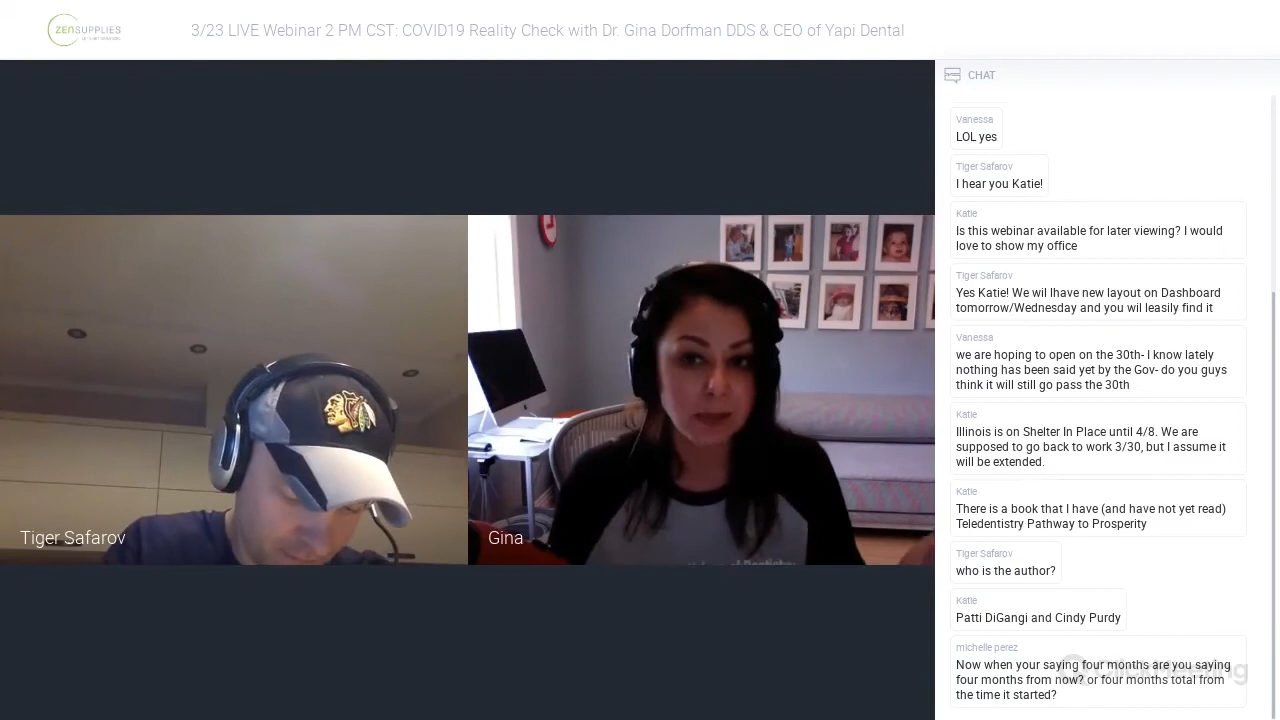 ZENSUPPLIES
3/23 LIVE Webinar 2 PM CST: COVID19 Reality Check with Dr. Gina Dorfman DDS & CEO of Yapi Dental
CHAT
Vanessa
LOL yes
Tiger Safarov
I hear you Katie!
Katie
Is this webinar available for later viewing? I would
love to show my office
Tiger Safarov
Yes Katie! We wil lhave new layout on Dashboard
tomorrow/Wednesday and you wil leasily find it
Vanessa
we are hoping to open on the 30th- I know lately
nothing has been said yet by the Gov- do you guys
think it will still go pass the 30th
Katie
Illinois is on Shelter In Place until 4/8. We are
supposed to go back to work 3/30, but I assume it
will be extended.
Katie
There is a book that I have (and have not yet read)
Teledentistry Pathway to Prosperity
Tiger Safarov
who is the author?
Katie
Patti DiGangi and Cindy Purdy
michelle perez
Now when your saying four months are you saying
four months from now? or four months total from
the time it started?
Tiger Safarov
Gina